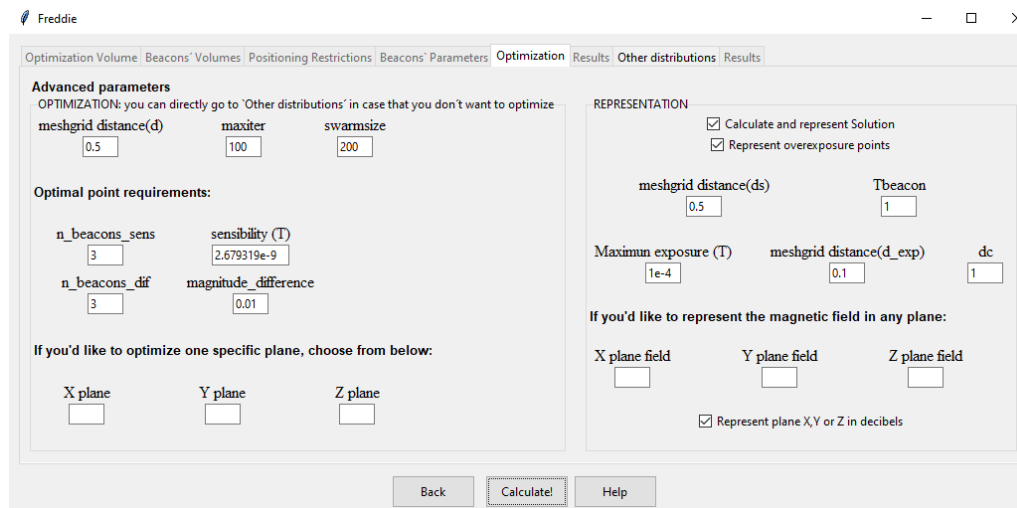 Freddie
Optimization Volume Beacons´Volumes Positioning Restrictions Beacons`Parameters Optimization Results Other distributions Results
Advanced parameters
OPTIMIZATION: you can directly go to `Other distributions´ in case that you don´t want to optimize
meshgrid distance(d) maxiter swarmsize
0.5 100 200
Optimal point requirements:
n_beacons_sens sensibility (T)
3 2.679319e-9
n_beacons_dif magnitude_difference
3 0.01
If you'd like to optimize one specific plane, choose from below:
X plane Y plane Z plane
REPRESENTATION
Calculate and represent Solution
Represent overexposure points
meshgrid distance(ds) Tbeacon
0.5 1
Maximun exposure (T) meshgrid distance(d_exp) dc
1e-4 0.1 1
If you'd like to represent the magnetic field in any plane:
X plane field Y plane field Z plane field
Represent plane X,Y or Z in decibels
Back Calculate! Help